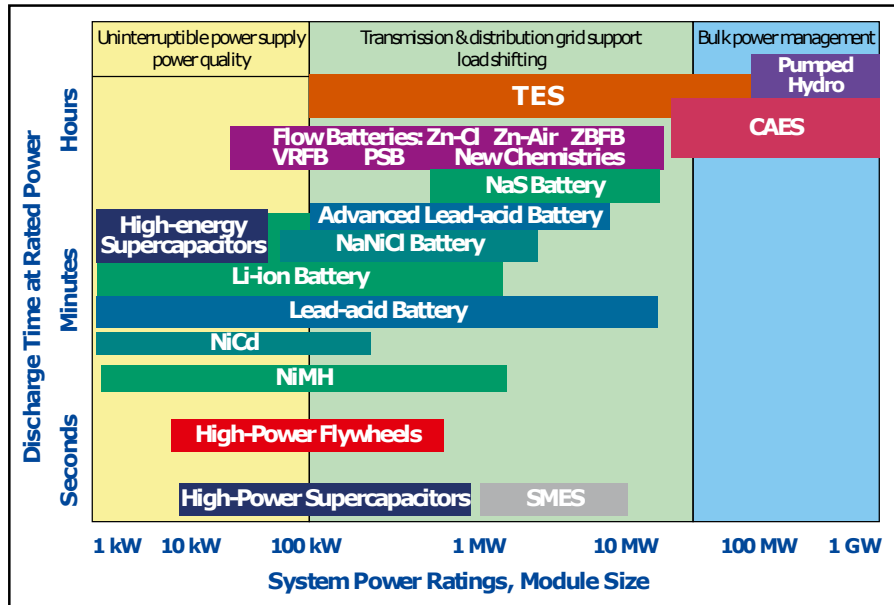 Uninterruptible power supply
power quality
Transmission & distribution grid support
load shifting
Bulk power management
Pumped
Hydro
TES
CAES
Flow Batteries: Zn-Cl Zn-Air ZBFB
VRFB PSB New Chemistries
NaS Battery
Advanced Lead-acid Battery
High-energy
Supercapacitors
NaNiCl Battery
Li-ion Battery
Lead-acid Battery
NiCd
NiMH
High-Power Flywheels
High-Power Supercapacitors
SMES
Discharge Time at Rated Power
Hours
Minutes
Seconds
1 kW 10 kW 100 kW 1 MW 10 MW 100 MW 1 GW
System Power Ratings, Module Size